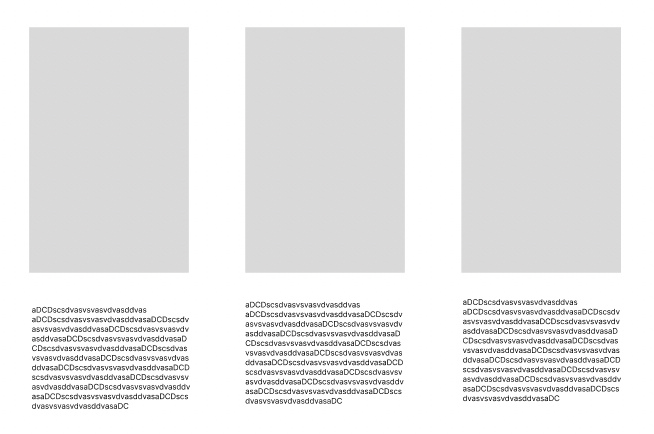 aDCDscsdvasvsvasvdvasddvas
aDCDscsdvasvsvasvdvasddvasaDCDscsdv
asvsvasvdvasddvasaDCDscsdvasvsvasvdv
asddvasaDCDscsdvasvsvasvdvasddvasaD
CDscsdvasvsvasvdvasddvasaDCDscsdvas
vsvasvdvasddvasaDCDscsdvasvsvasvdvas
ddvasaDCDscsdvasvsvasvdvasddvasaDCD
scsdvasvsvasvdvasddvasaDCDscsdvasvsv
asvdvasddvasaDCDscsdvasvsvasvdvasddv
asaDCDscsdvasvsvasvdvasddvasaDCDscs
dvasvsvasvdvasddvasaDC
aDCDscsdvasvsvasvdvasddvas
aDCDscsdvasvsvasvdvasddvasaDCDscsdv
asvsvasvdvasddvasaDCDscsdvasvsvasvdv
asddvasaDCDscsdvasvsvasvdvasddvasaD
CDscsdvasvsvasvdvasddvasaDCDscsdvas
vsvasvdvasddvasaDCDscsdvasvsvasvdvas
ddvasaDCDscsdvasvsvasvdvasddvasaDCD
scsdvasvsvasvdvasddvasaDCDscsdvasvsv
asvdvasddvasaDCDscsdvasvsvasvdvasddv
asaDCDscsdvasvsvasvdvasddvasaDCDscs
dvasvsvasvdvasddvasaDC
aDCDscsdvasvsvasvdvasddvas
aDCDscsdvasvsvasvdvasddvasaDCDscsdv
asvsvasvdvasddvasaDCDscsdvasvsvasvdv
asddvasaDCDscsdvasvsvasvdvasddvasaD
CDscsdvasvsvasvdvasddvasaDCDscsdvas
vsvasvdvasddvasaDCDscsdvasvsvasvdvas
ddvasaDCDscsdvasvsvasvdvasddvasaDCD
scsdvasvsvasvdvasddvasaDCDscsdvasvsv
asvdvasddvasaDCDscsdvasvsvasvdvasddv
asaDCDscsdvasvsvasvdvasddvasaDCDscs
dvasvsvasvdvasddvasaDC